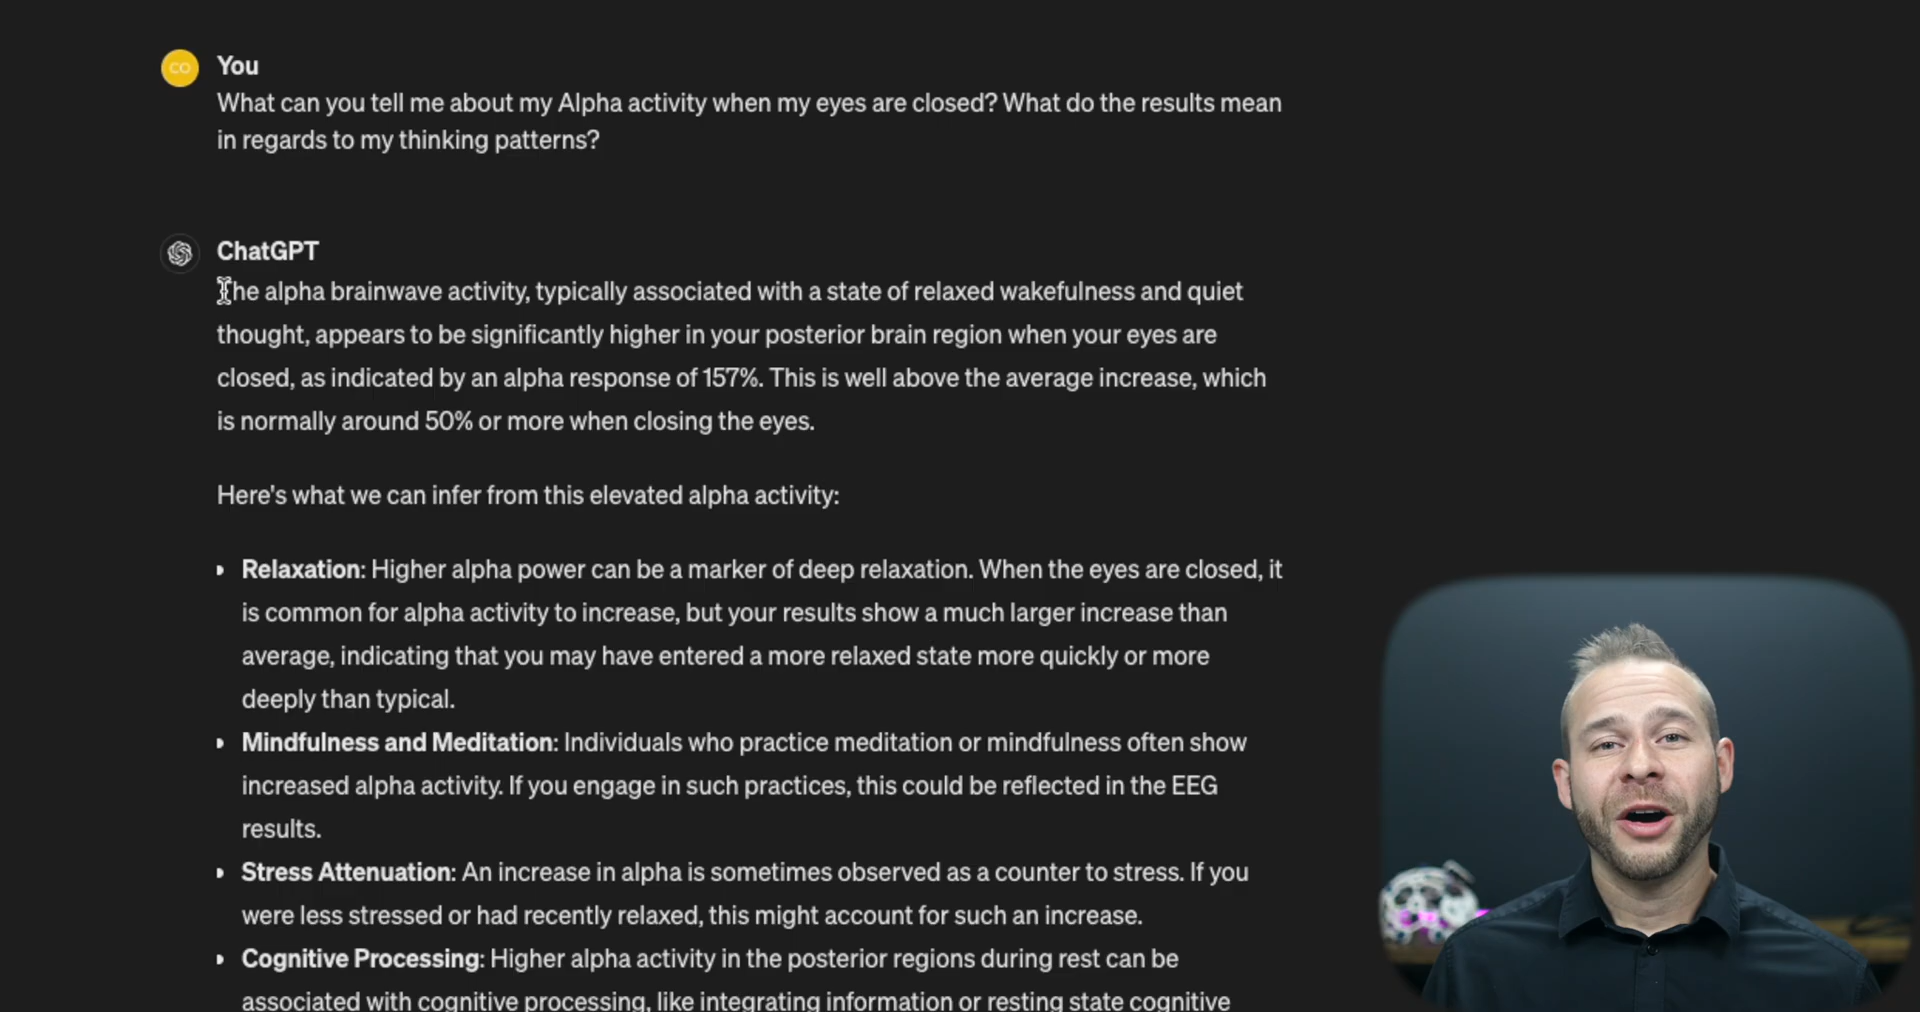 CO
You
What can you tell me about my Alpha activity when my eyes are closed? What do the results mean
in regards to my thinking patterns?
ChatGPT
The alpha brainwave activity, typically associated with a state of relaxed wakefulness and quiet
thought, appears to be significantly higher in your posterior brain region when your eyes are
closed, as indicated by an alpha response of 157%. This is well above the average increase, which
is normally around 50% or more when closing the eyes.
Here's what we can infer from this elevated alpha activity:
• Relaxation: Higher alpha power can be a marker of deep relaxation. When the eyes are closed, it
is common for alpha activity to increase, but your results show a much larger increase than
average, indicating that you may have entered a more relaxed state more quickly or more
deeply than typical.
• Mindfulness and Meditation: Individuals who practice meditation or mindfulness often show
increased alpha activity. If you engage in such practices, this could be reflected in the EEG
results.
• Stress Attenuation: An increase in alpha is sometimes observed as a counter to stress. If you
were less stressed or had recently relaxed, this might account for such an increase.
• Cognitive Processing: Higher alpha activity in the posterior regions during rest can be
associated with cognitive processing, like integrating information or resting state cognitive